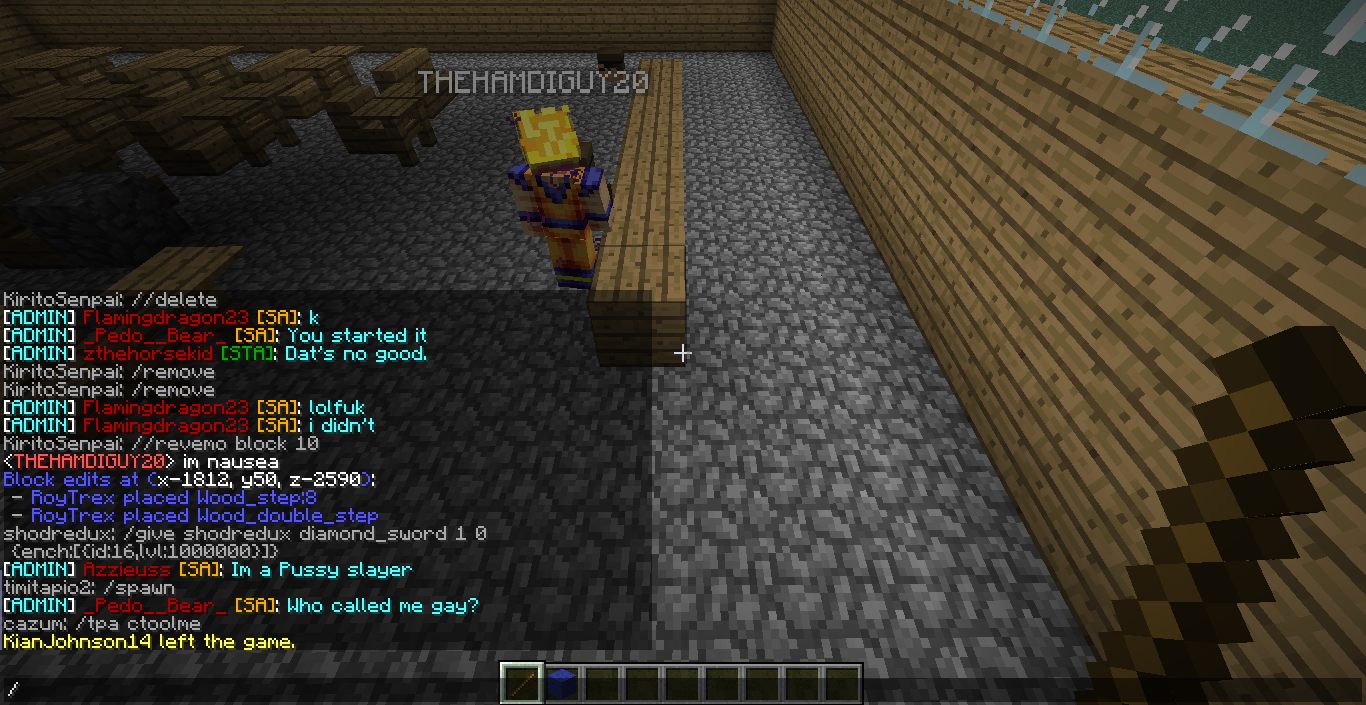 THEHAMDIGUY20
KiritoSenpai: //delete
[ADMIN] Flamingdragon23 [SA]: k
[ADMIN] _Pedo__Bear_ [SA]: You started it
[ADMIN] zthehorsekid [STA]: Dat's no good.
KiritoSenpai: /remove
KiritoSenpai: /remove
[ADMIN] Flamingdragon23 [SA]: lolfuk
[ADMIN] Flamingdragon23 [SA]: i didn't
KiritoSenpai: //revemo block 10
<THEHAMDIGUY20> im nausea
Block edits at (x-1812, y50, z-2590):
- RoyTrex placed Wood_step:8
- RoyTrex placed Wood_double_step
shodredux: /give shodredux diamond_sword 1 0
{ench:[{id:16,lvl:1000000}]}
[ADMIN] Azzieuss [SA]: Im a Pussy slayer
timitapio2: /spawn
[ADMIN] _Pedo__Bear_ [SA]: Who called me gay?
cazum: /tpa ctoolme
KianJohnson14 left the game.
/